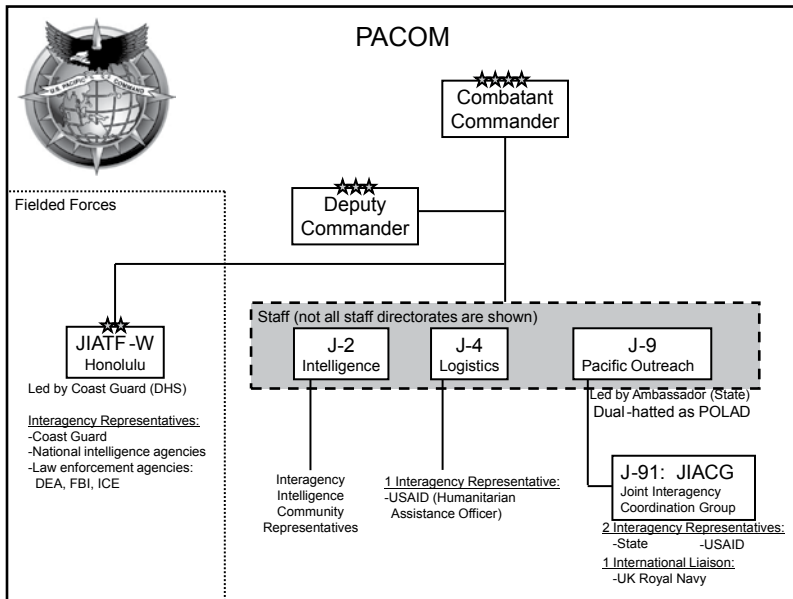 PACOM
U.S. PACIFIC COMMAND
Combatant
Commander
Deputy
Commander
Fielded Forces
JIATF-W
Honolulu
Led by Coast Guard (DHS)
Interagency Representatives:
-Coast Guard
-National intelligence agencies
-Law enforcement agencies:
DEA, FBI, ICE
Staff (not all staff directorates are shown)
J-2
Intelligence
J-4
Logistics
J-9
Pacific Outreach
Led by Ambassador (State)
Dual-hatted as POLAD
Interagency
Intelligence
Community
Representatives
1 Interagency Representative:
-USAID (Humanitarian
Assistance Officer)
J-91: JIACG
Joint Interagency
Coordination Group
2 Interagency Representatives:
-State -USAID
1 International Liaison:
-UK Royal Navy